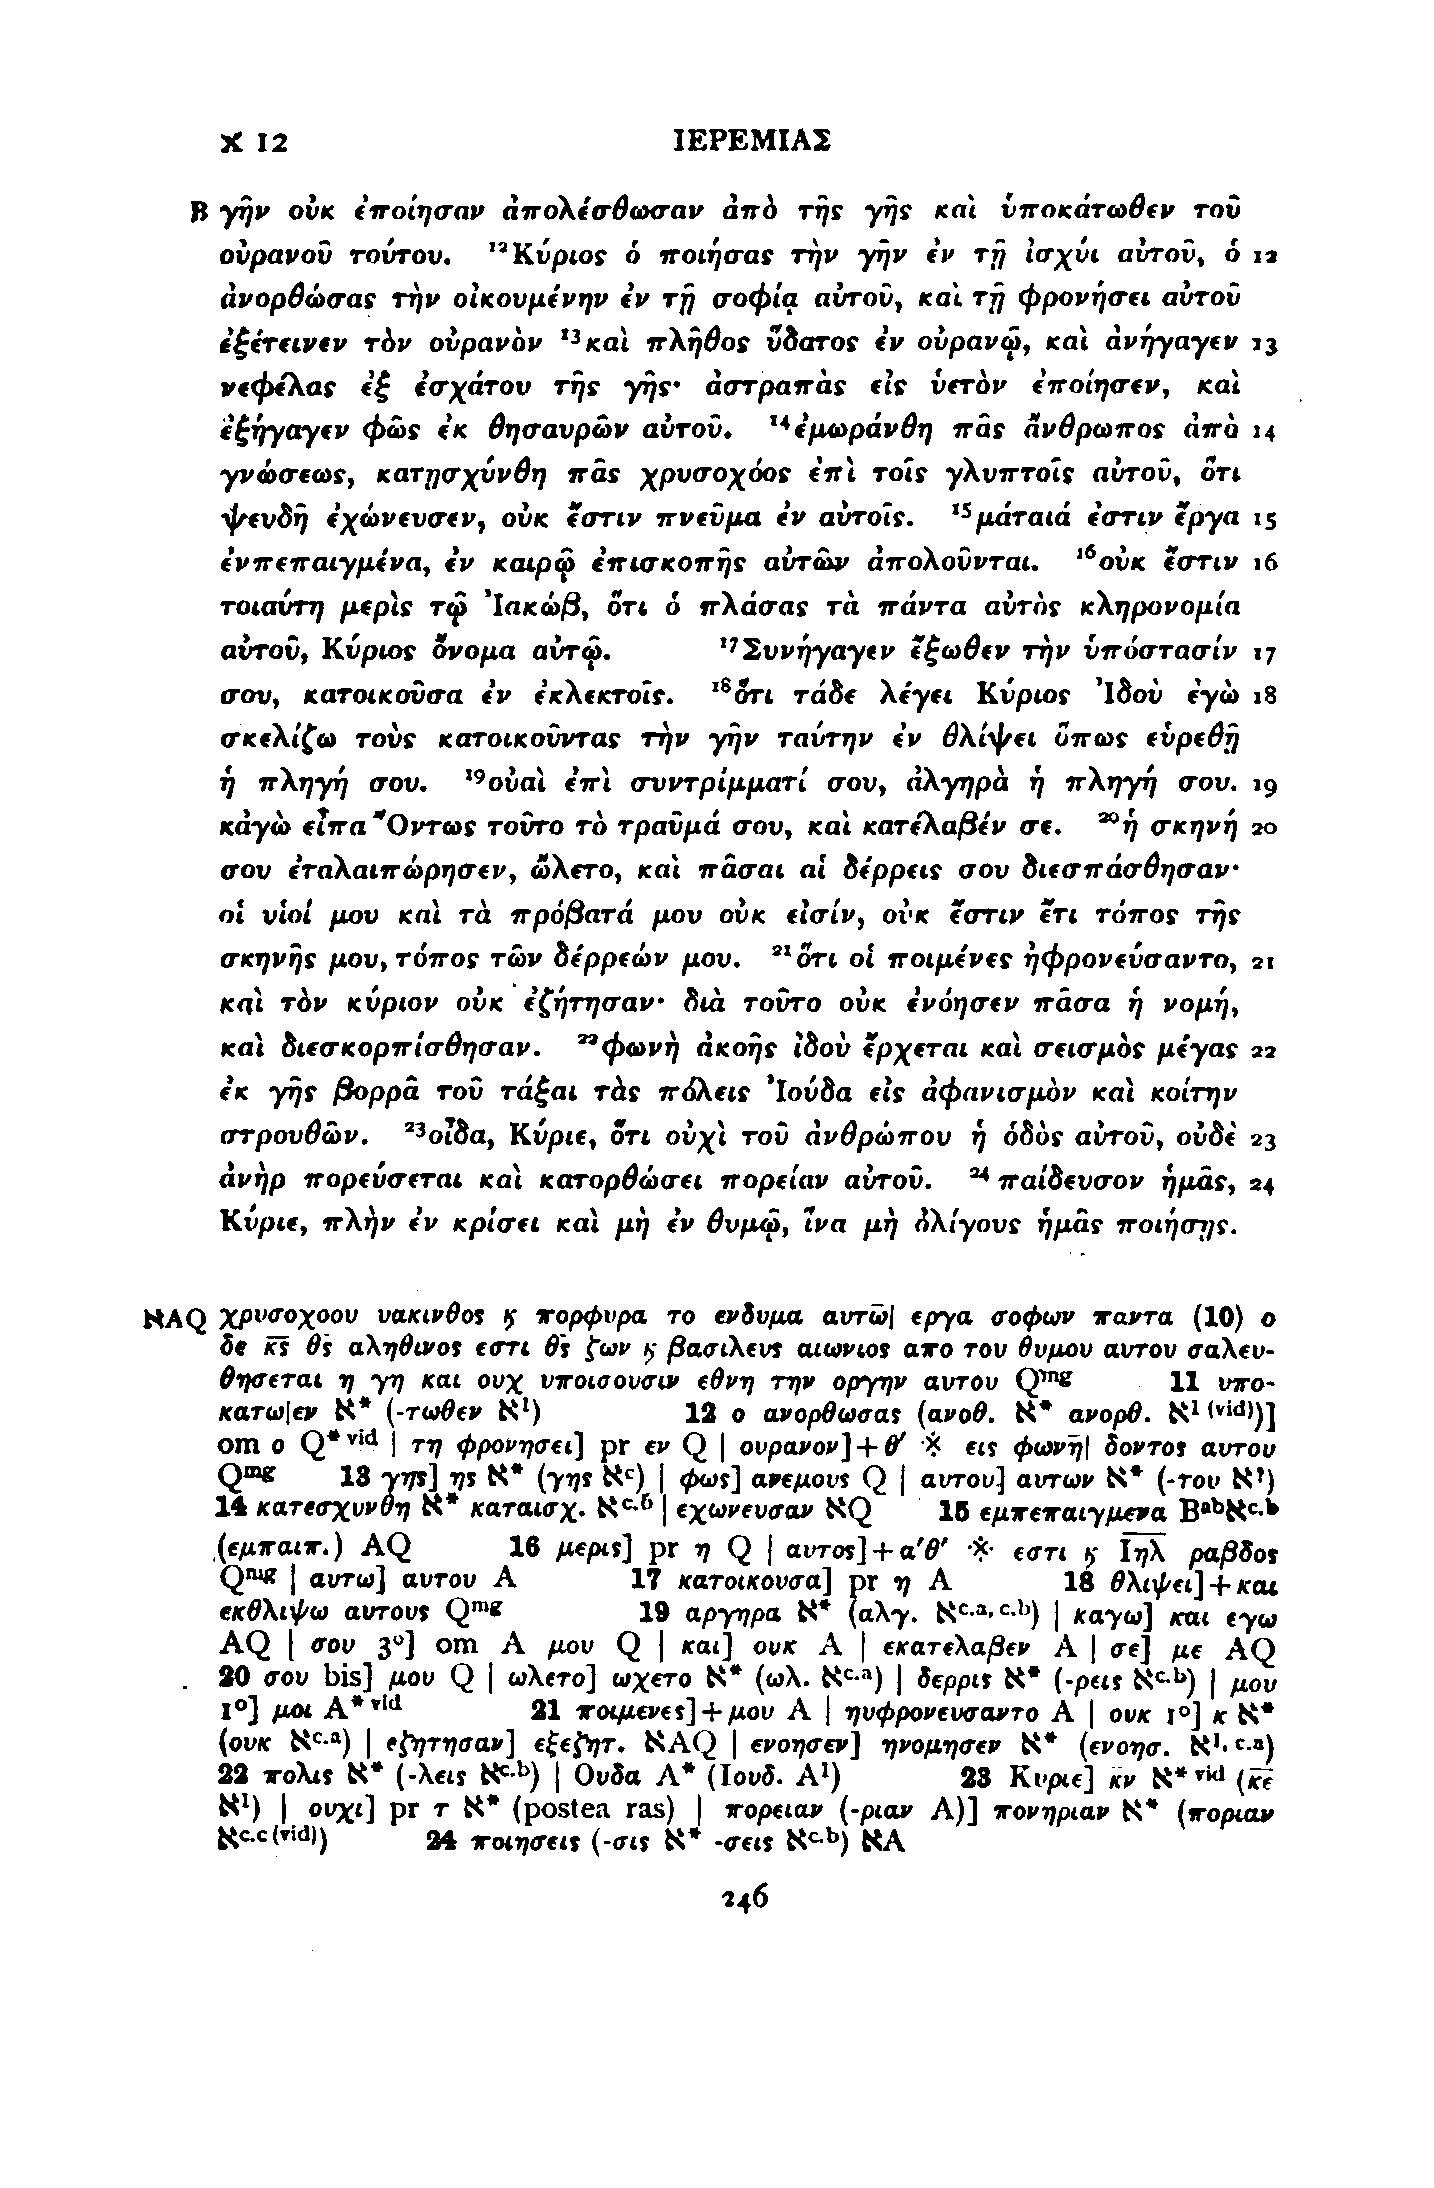 X 12 ΙΕΡΕΜΙΑΣ
B γῆν οὐκ ἐποίησαν ἀπολέσθωσαν ἀπὸ τῆς γῆς καὶ ὑποκάτωθεν τοῦ
οὐρανοῦ τούτου. ¹²Κύριος ὁ ποιήσας τὴν γῆν ἐν τῇ ἰσχύι αὐτοῦ, ὁ 12
ἀνορθώσας τὴν οἰκουμένην ἐν τῇ σοφίᾳ αὐτοῦ, καὶ τῇ φρονήσει αὐτοῦ
ἐξέτεινεν τὸν οὐρανὸν ¹³καὶ πλῆθος ὕδατος ἐν οὐρανῷ, καὶ ἀνήγαγεν 13
νεφέλας ἐξ ἐσχάτου τῆς γῆς· ἀστραπὰς εἰς ὑετὸν ἐποίησεν, καὶ
ἐξήγαγεν φῶς ἐκ θησαυρῶν αὐτοῦ. ¹⁴ἐμωράνθη πᾶς ἄνθρωπος ἀπὸ 14
γνώσεως, κατῃσχύνθη πᾶς χρυσοχόος ἐπὶ τοῖς γλυπτοῖς αὐτοῦ, ὅτι
ψευδῆ ἐχώνευσεν, οὐκ ἔστιν πνεῦμα ἐν αὐτοῖς. ¹⁵μάταιά ἐστιν ἔργα 15
ἐνπεπαιγμένα, ἐν καιρῷ ἐπισκοπῆς αὐτῶν ἀπολοῦνται. ¹⁶οὐκ ἔστιν 16
τοιαύτη μερὶς τῷ Ἰακώβ, ὅτι ὁ πλάσας τὰ πάντα αὐτὸς κληρονομία
αὐτοῦ, Κύριος ὄνομα αὐτῷ. ¹⁷Συνήγαγεν ἔξωθεν τὴν ὑπόστασίν 17
σου, κατοικοῦσα ἐν ἐκλεκτοῖς. ¹⁸ὅτι τάδε λέγει Κύριος Ἰδοὺ ἐγὼ 18
σκελίζω τοὺς κατοικοῦντας τὴν γῆν ταύτην ἐν θλίψει ὅπως εὑρεθῇ
ἡ πληγή σου. ¹⁹οὐαὶ ἐπὶ συντρίμματί σου, ἀλγηρὰ ἡ πληγή σου. 19
κἀγὼ εἶπα Ὄντως τοῦτο τὸ τραῦμά σου, καὶ κατέλαβέν σε. ²⁰ἡ σκηνή 20
σου ἐταλαιπώρησεν, ὤλετο, καὶ πᾶσαι αἱ δέρρεις σου διεσπάσθησαν·
οἱ υἱοί μου καὶ τὰ πρόβατά μου οὐκ εἰσίν, οὐκ ἔστιν ἔτι τόπος τῆς
σκηνῆς μου, τόπος τῶν δέρρεών μου. ²¹ὅτι οἱ ποιμένες ἠφρονεύσαντο, 21
καὶ τὸν κύριον οὐκ ἐζήτησαν· διὰ τοῦτο οὐκ ἐνόησεν πᾶσα ἡ νομή,
καὶ διεσκορπίσθησαν. ²²φωνὴ ἀκοῆς ἰδοὺ ἔρχεται καὶ σεισμὸς μέγας 22
ἐκ γῆς βορρᾶ τοῦ τάξαι τὰς πόλεις Ἰούδα εἰς ἀφανισμὸν καὶ κοίτην
στρουθῶν. ²³οἶδα, Κύριε, ὅτι οὐχὶ τοῦ ἀνθρώπου ἡ ὁδὸς αὐτοῦ, οὐδὲ 23
ἀνὴρ πορεύσεται καὶ κατορθώσει πορείαν αὐτοῦ. ²⁴παίδευσον ἡμᾶς, 24
Κύριε, πλὴν ἐν κρίσει καὶ μὴ ἐν θυμῷ, ἵνα μὴ ὀλίγους ἡμᾶς ποιήσῃς.
ℵAQ χρυσοχοου υακινθος ϗ πορφυρα το ενδυμα αυτω̅| εργα σοφων παντα (10) ο
δε κ̅ς̅ θ̅ς̅ αληθινος εστι θ̅ς̅ ζων ϗ βασιλευς αιωνιος απο του θυμου αυτου σαλευ-
θησεται η γη και ουχ υποισουσιν εθνη την οργην αυτου Qᵐᵍ 11 υπο-
κατω|εν ℵ* (-τωθεν ℵ¹) 12 ο ανορθωσας (ανοθ. ℵ* ανορθ. ℵ¹⁽ᵛⁱᵈ⁾)]
om ο Q*ᵛⁱᵈ | τη φρονησει] pr εν Q | ουρανον]+θ′ ※ εις φωνη̅| δοντος αυτου
Qᵐᵍ 13 γης] ης ℵ* (γης ℵᶜ) | φως] ανεμους Q | αυτου] αυτων ℵ* (-του ℵ?)
14 κατεσχυνθη ℵ* καταισχ. ℵᶜ·ᵇ | εχωνευσαν ℵQ 15 εμπεπαιγμενα Bᵃᵇℵᶜ·ᵇ
(εμπαιπ.) AQ 16 μερις] pr η Q | αυτος]+α′θ′ ※ εστι ϗ Ι̅η̅λ̅ ραβδος
Qᵐᵍ | αυτω] αυτου A 17 κατοικουσα] pr η A 18 θλιψει]+και
εκθλιψω αυτους Qᵐᵍ 19 αργηρα ℵ* (αλγ. ℵᶜ·ᵃ, ᶜ·ᵇ) | καγω] και εγω
AQ | σου 3°] om A μου Q | και] ουκ A | εκατελαβεν A | σε] με AQ
20 σου bis] μου Q | ωλετο] ωχετο ℵ* (ωλ. ℵᶜ·ᵃ) | δερρις ℵ* (-ρεις ℵᶜ·ᵇ) | μου
1°] μοι A*ᵛⁱᵈ 21 ποιμενες]+μου A | ηυφρονευσαντο A | ουκ 1°] κ ℵ*
(ουκ ℵᶜ·ᵃ) | εζητησαν] εξεζητ. ℵAQ | ενοησεν] ηνομησεν ℵ* (ενοησ. ℵ¹· ᶜ·ᵃ)
22 πολις ℵ* (-λεις ℵᶜ·ᵇ) | Ουδα A* (Ιουδ. A¹) 23 Κυριε] κ̅ν̅ ℵ*ᵛⁱᵈ (κ̅ε̅
ℵ¹) | ουχι] pr τ ℵ* (postea ras) | πορειαν (-ριαν A)] πονηριαν ℵ* (ποριαν
ℵᶜ·ᶜ⁽ᵛⁱᵈ⁾) 24 ποιησεις (-σις ℵ* -σεις ℵᶜ·ᵇ) ℵA
246